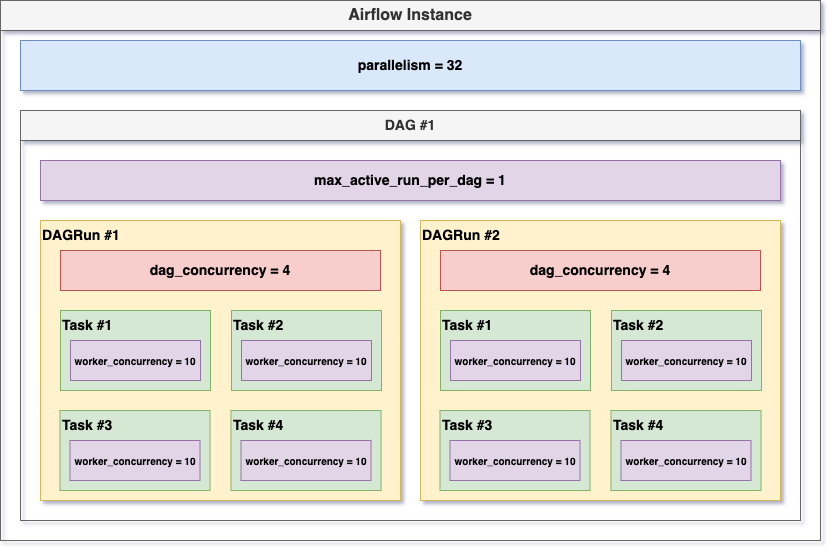 Airflow Instance
parallelism = 32
DAG #1
max_active_run_per_dag = 1
DAGRun #1
dag_concurrency = 4
Task #1
worker_concurrency = 10
Task #2
worker_concurrency = 10
Task #3
worker_concurrency = 10
Task #4
worker_concurrency = 10
DAGRun #2
dag_concurrency = 4
Task #1
worker_concurrency = 10
Task #2
worker_concurrency = 10
Task #3
worker_concurrency = 10
Task #4
worker_concurrency = 10